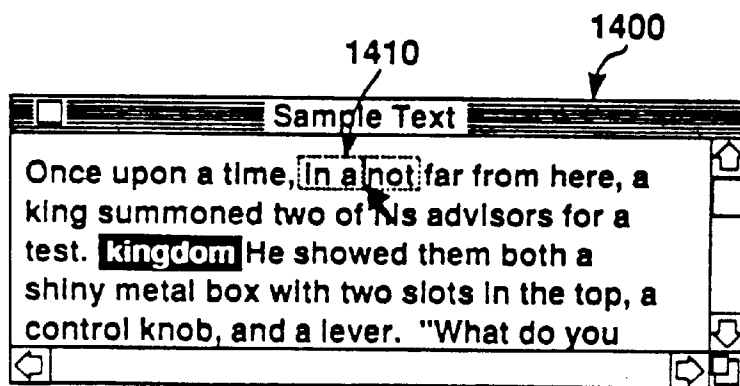 1400
1410
Sample Text
Once upon a time, in a not far from here, a
king summoned two of his advisors for a
test. kingdom He showed them both a
shiny metal box with two slots in the top, a
control knob, and a lever. "What do you